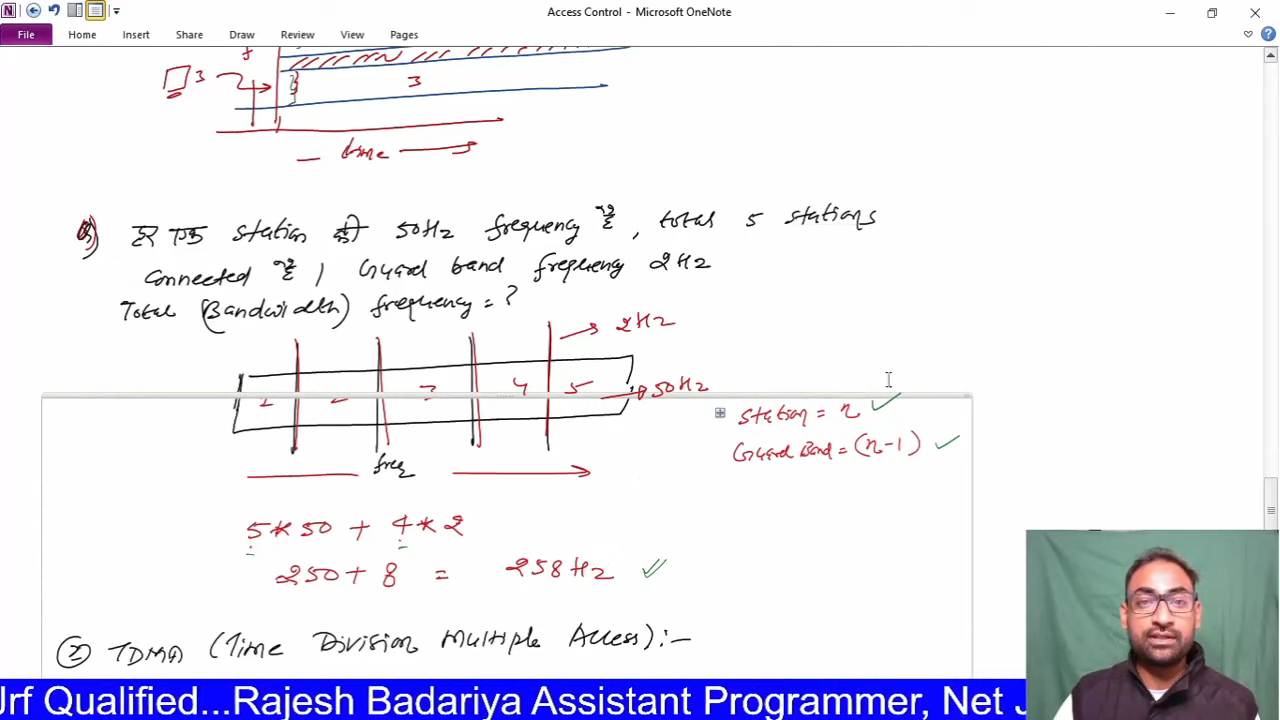 Access Control - Microsoft OneNote
File Home Insert Share Draw Review View Pages
f
3
3
time
Q) हर एक station की 50Hz frequency है, total 5 stations
Connected है, Guard band frequency 2Hz
Total (Bandwidth) frequency = ?
2Hz
1 2 3 4 5 50Hz
Station = n
Guard Band = (n-1)
freq
5* 50 + 4* 2
250 + 8 = 258Hz
② TDMA (Time Division Multiple Access):-
Jrf Qualified...Rajesh Badariya Assistant Programmer, Net J